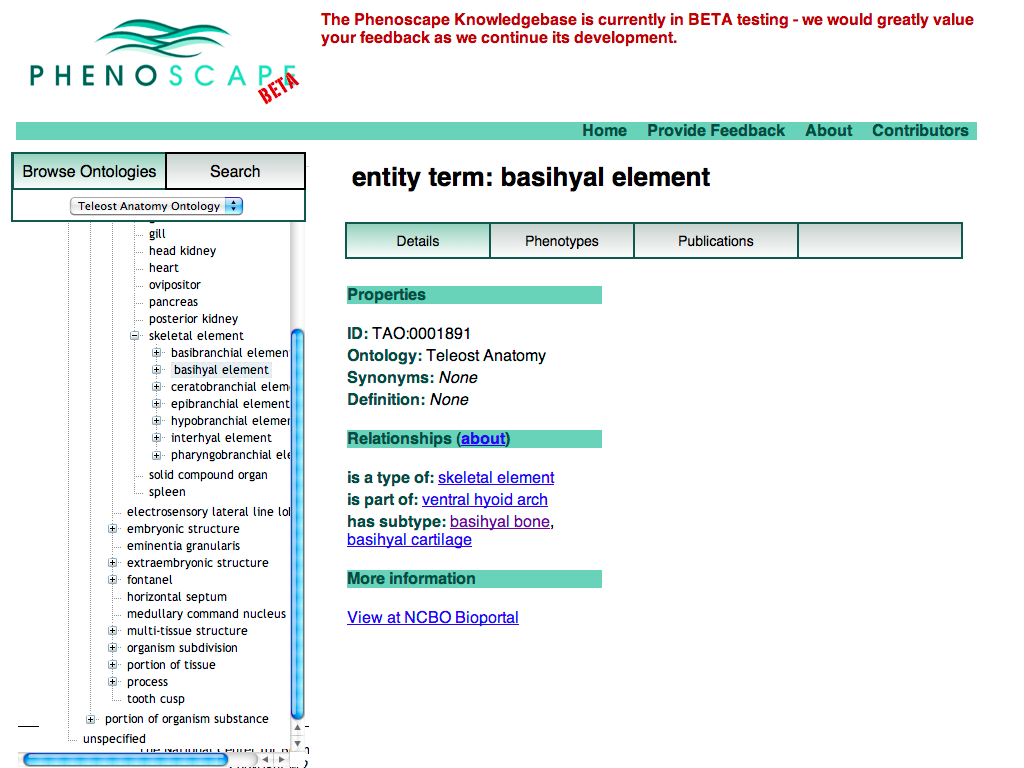 The Phenoscape Knowledgebase is currently in BETA testing - we would greatly value
your feedback as we continue its development.
PHENOSCAPE
BETA
Home Provide Feedback About Contributors
Browse Ontologies Search
Teleost Anatomy Ontology
gill
head kidney
heart
ovipositor
pancreas
posterior kidney
skeletal element
basibranchial elemen
basihyal element
ceratobranchial elem
epibranchial element
hypobranchial elemen
interhyal element
pharyngobranchial ele
solid compound organ
spleen
electrosensory lateral line lo
embryonic structure
eminentia granularis
extraembryonic structure
fontanel
horizontal septum
medullary command nucleus
multi-tissue structure
organism subdivision
portion of tissue
process
tooth cusp
portion of organism substance
unspecified
entity term: basihyal element
Details Phenotypes Publications
Properties
ID: TAO:0001891
Ontology: Teleost Anatomy
Synonyms: None
Definition: None
Relationships (about)
is a type of: skeletal element
is part of: ventral hyoid arch
has subtype: basihyal bone,
basihyal cartilage
More information
View at NCBO Bioportal